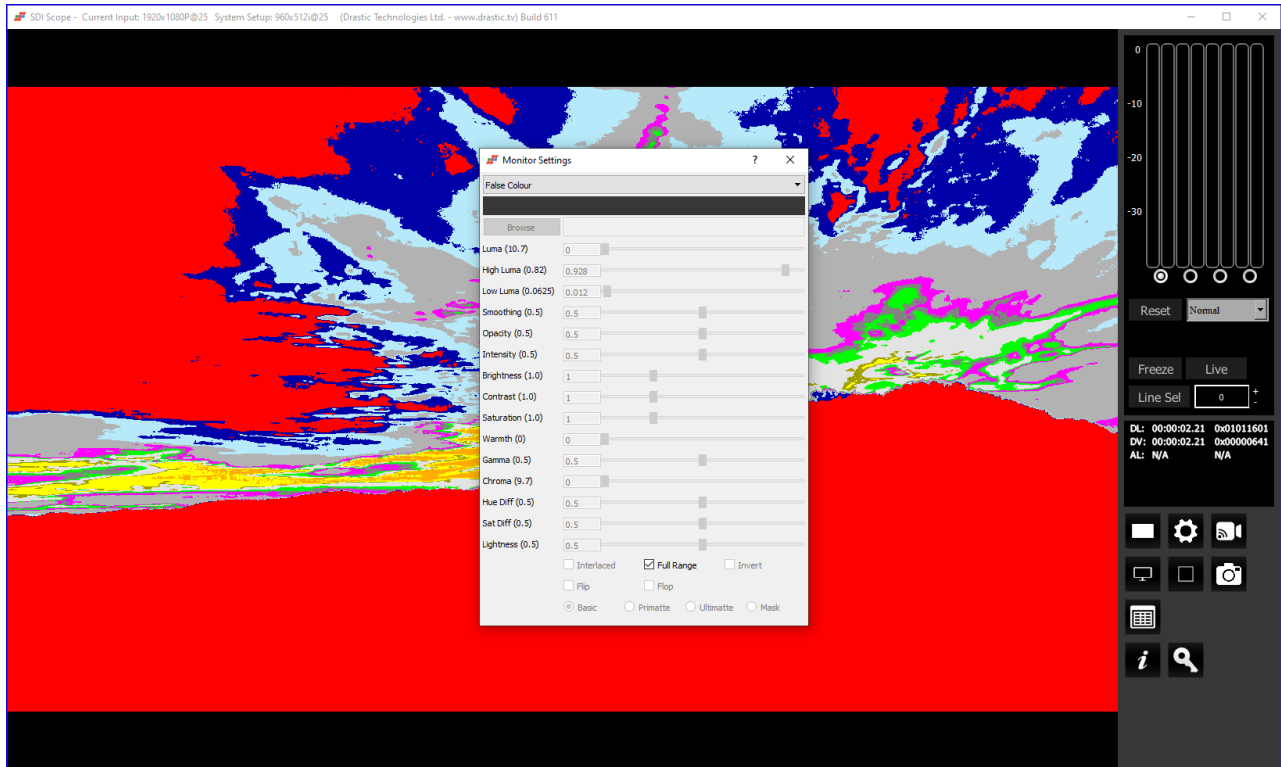 SDI Scope - Current Input: 1920x1080P@25 System Setup: 960x512i@25 (Drastic Technologies Ltd. - www.drastic.tv) Build 611
Monitor Settings ?
False Colour
Browse
Luma (10.7) 0
High Luma (0.82) 0.928
Low Luma (0.0625) 0.012
Smoothing (0.5) 0.5
Opacity (0.5) 0.5
Intensity (0.5) 0.5
Brightness (1.0) 1
Contrast (1.0) 1
Saturation (1.0) 1
Warmth (0) 0
Gamma (0.5) 0.5
Chroma (9.7) 0
Hue Diff (0.5) 0.5
Sat Diff (0.5) 0.5
Lightness (0.5) 0.5
Interlaced Full Range Invert
Flip Flop
Basic Primatte Ultimatte Mask
0
-10
-20
-30
Reset Normal
Freeze Live
Line Sel 0 + -
DL: 00:00:02.21 0x01011601
DV: 00:00:02.21 0x00000641
AL: N/A N/A
i